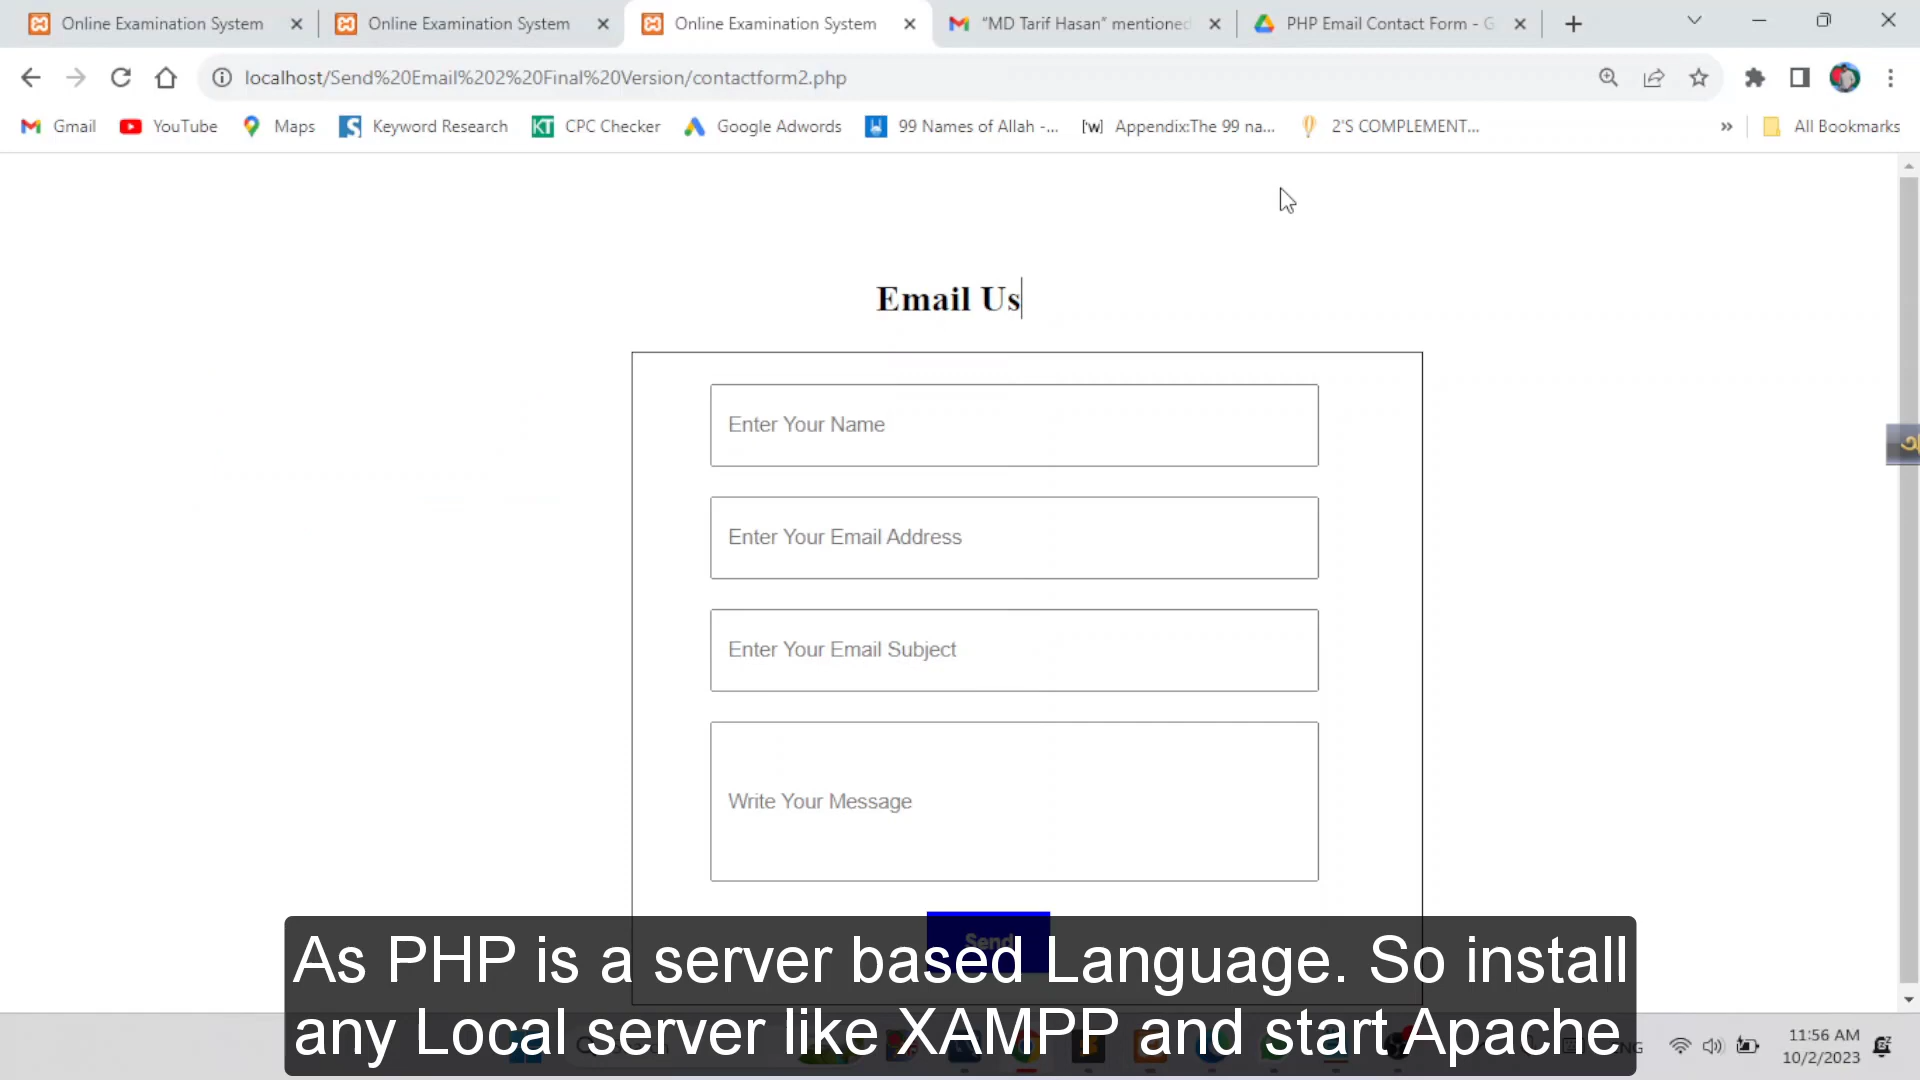 Online Examination System
Online Examination System
Online Examination System
"MD Tarif Hasan" mentioned
PHP Email Contact Form - G
localhost/Send%20Email%202%20Final%20Version/contactform2.php
Gmail
YouTube
Maps
Keyword Research
KT CPC Checker
Google Adwords
99 Names of Allah -...
['w] Appendix:The 99 na...
2'S COMPLEMENT...
»
All Bookmarks
Email Us
Enter Your Name
Enter Your Email Address
Enter Your Email Subject
Write Your Message
Send
As PHP is a server based Language. So install
any Local server like XAMPP and start Apache
11:56 AM
10/2/2023